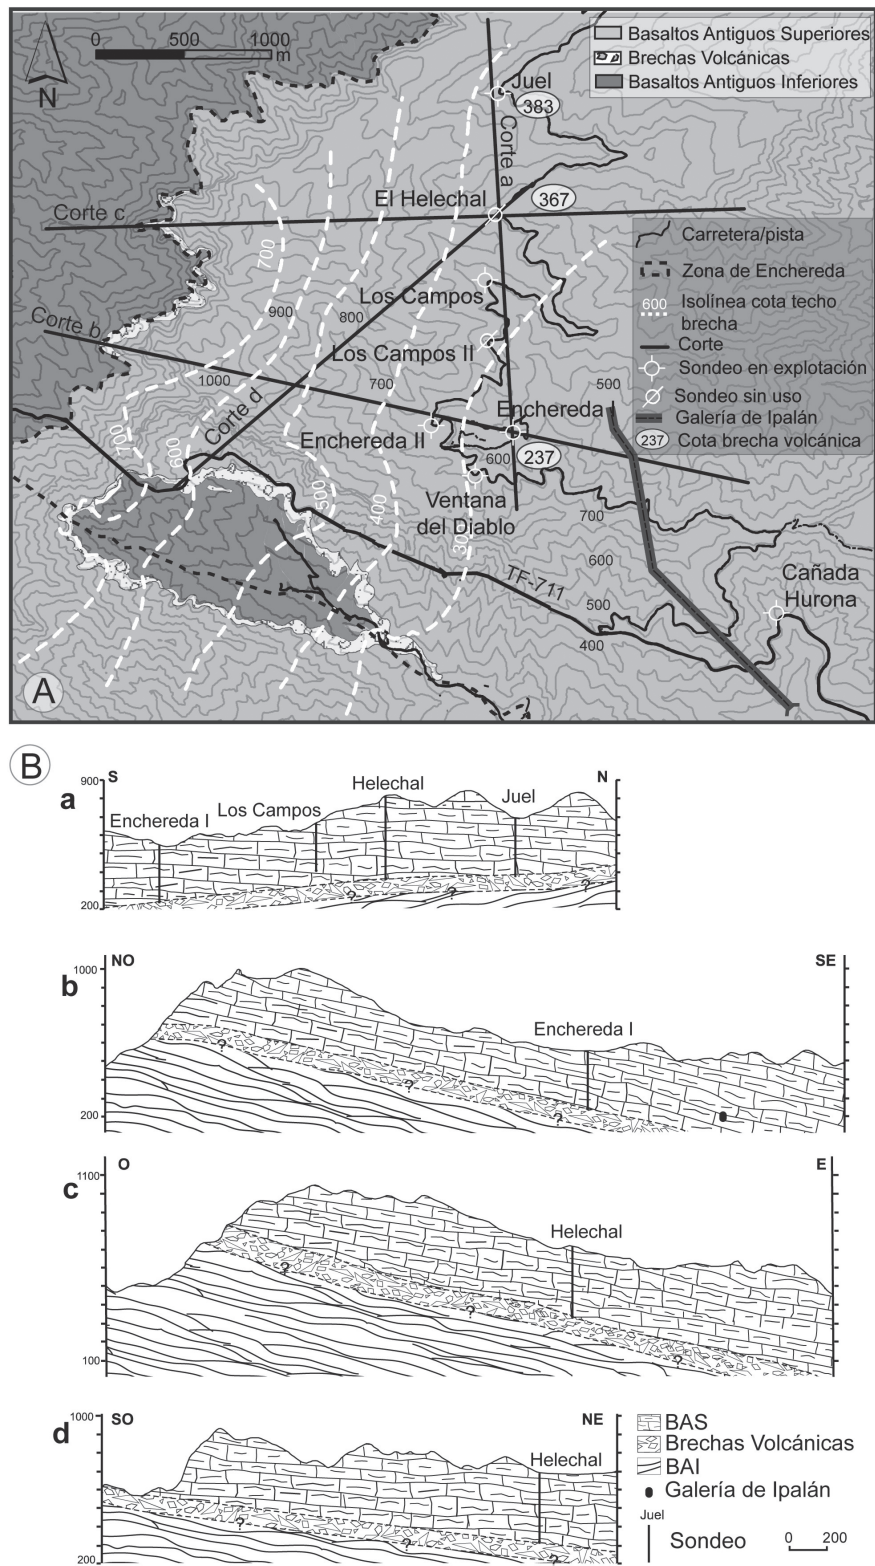 0 500 1000
m
N
Basaltos Antiguos Superiores
Brechas Volcánicas
Basaltos Antiguos Inferiores
Juel
383
Corte a
El Helechal
367
Corte c
700
Carretera/pista
Zona de Enchereda
600
Isolínea cota techo
brecha
Corte
Sondeo en explotación
Sondeo sin uso
Galería de Ipalán
237
Cota brecha volcánica
Los Campos
900
800
Corte b
Los Campos II
1000
700
500
Corte d
Enchereda
700
600
Enchereda II
237
600
500
400
Ventana
del Diablo
300
700
600
TF-711
500
400
Cañada
Hurona
A
B
a
900
S
N
Helechal
Enchereda I
Los Campos
Juel
200
? ? ?
b
NO
SE
1000
Enchereda I
200
? ? ?
c
O
E
1100
Helechal
100
? ? ?
d
SO
NE
1000
Helechal
200
? ? ?
BAS
Brechas Volcánicas
BAI
Galería de Ipalán
Juel
Sondeo
0 200